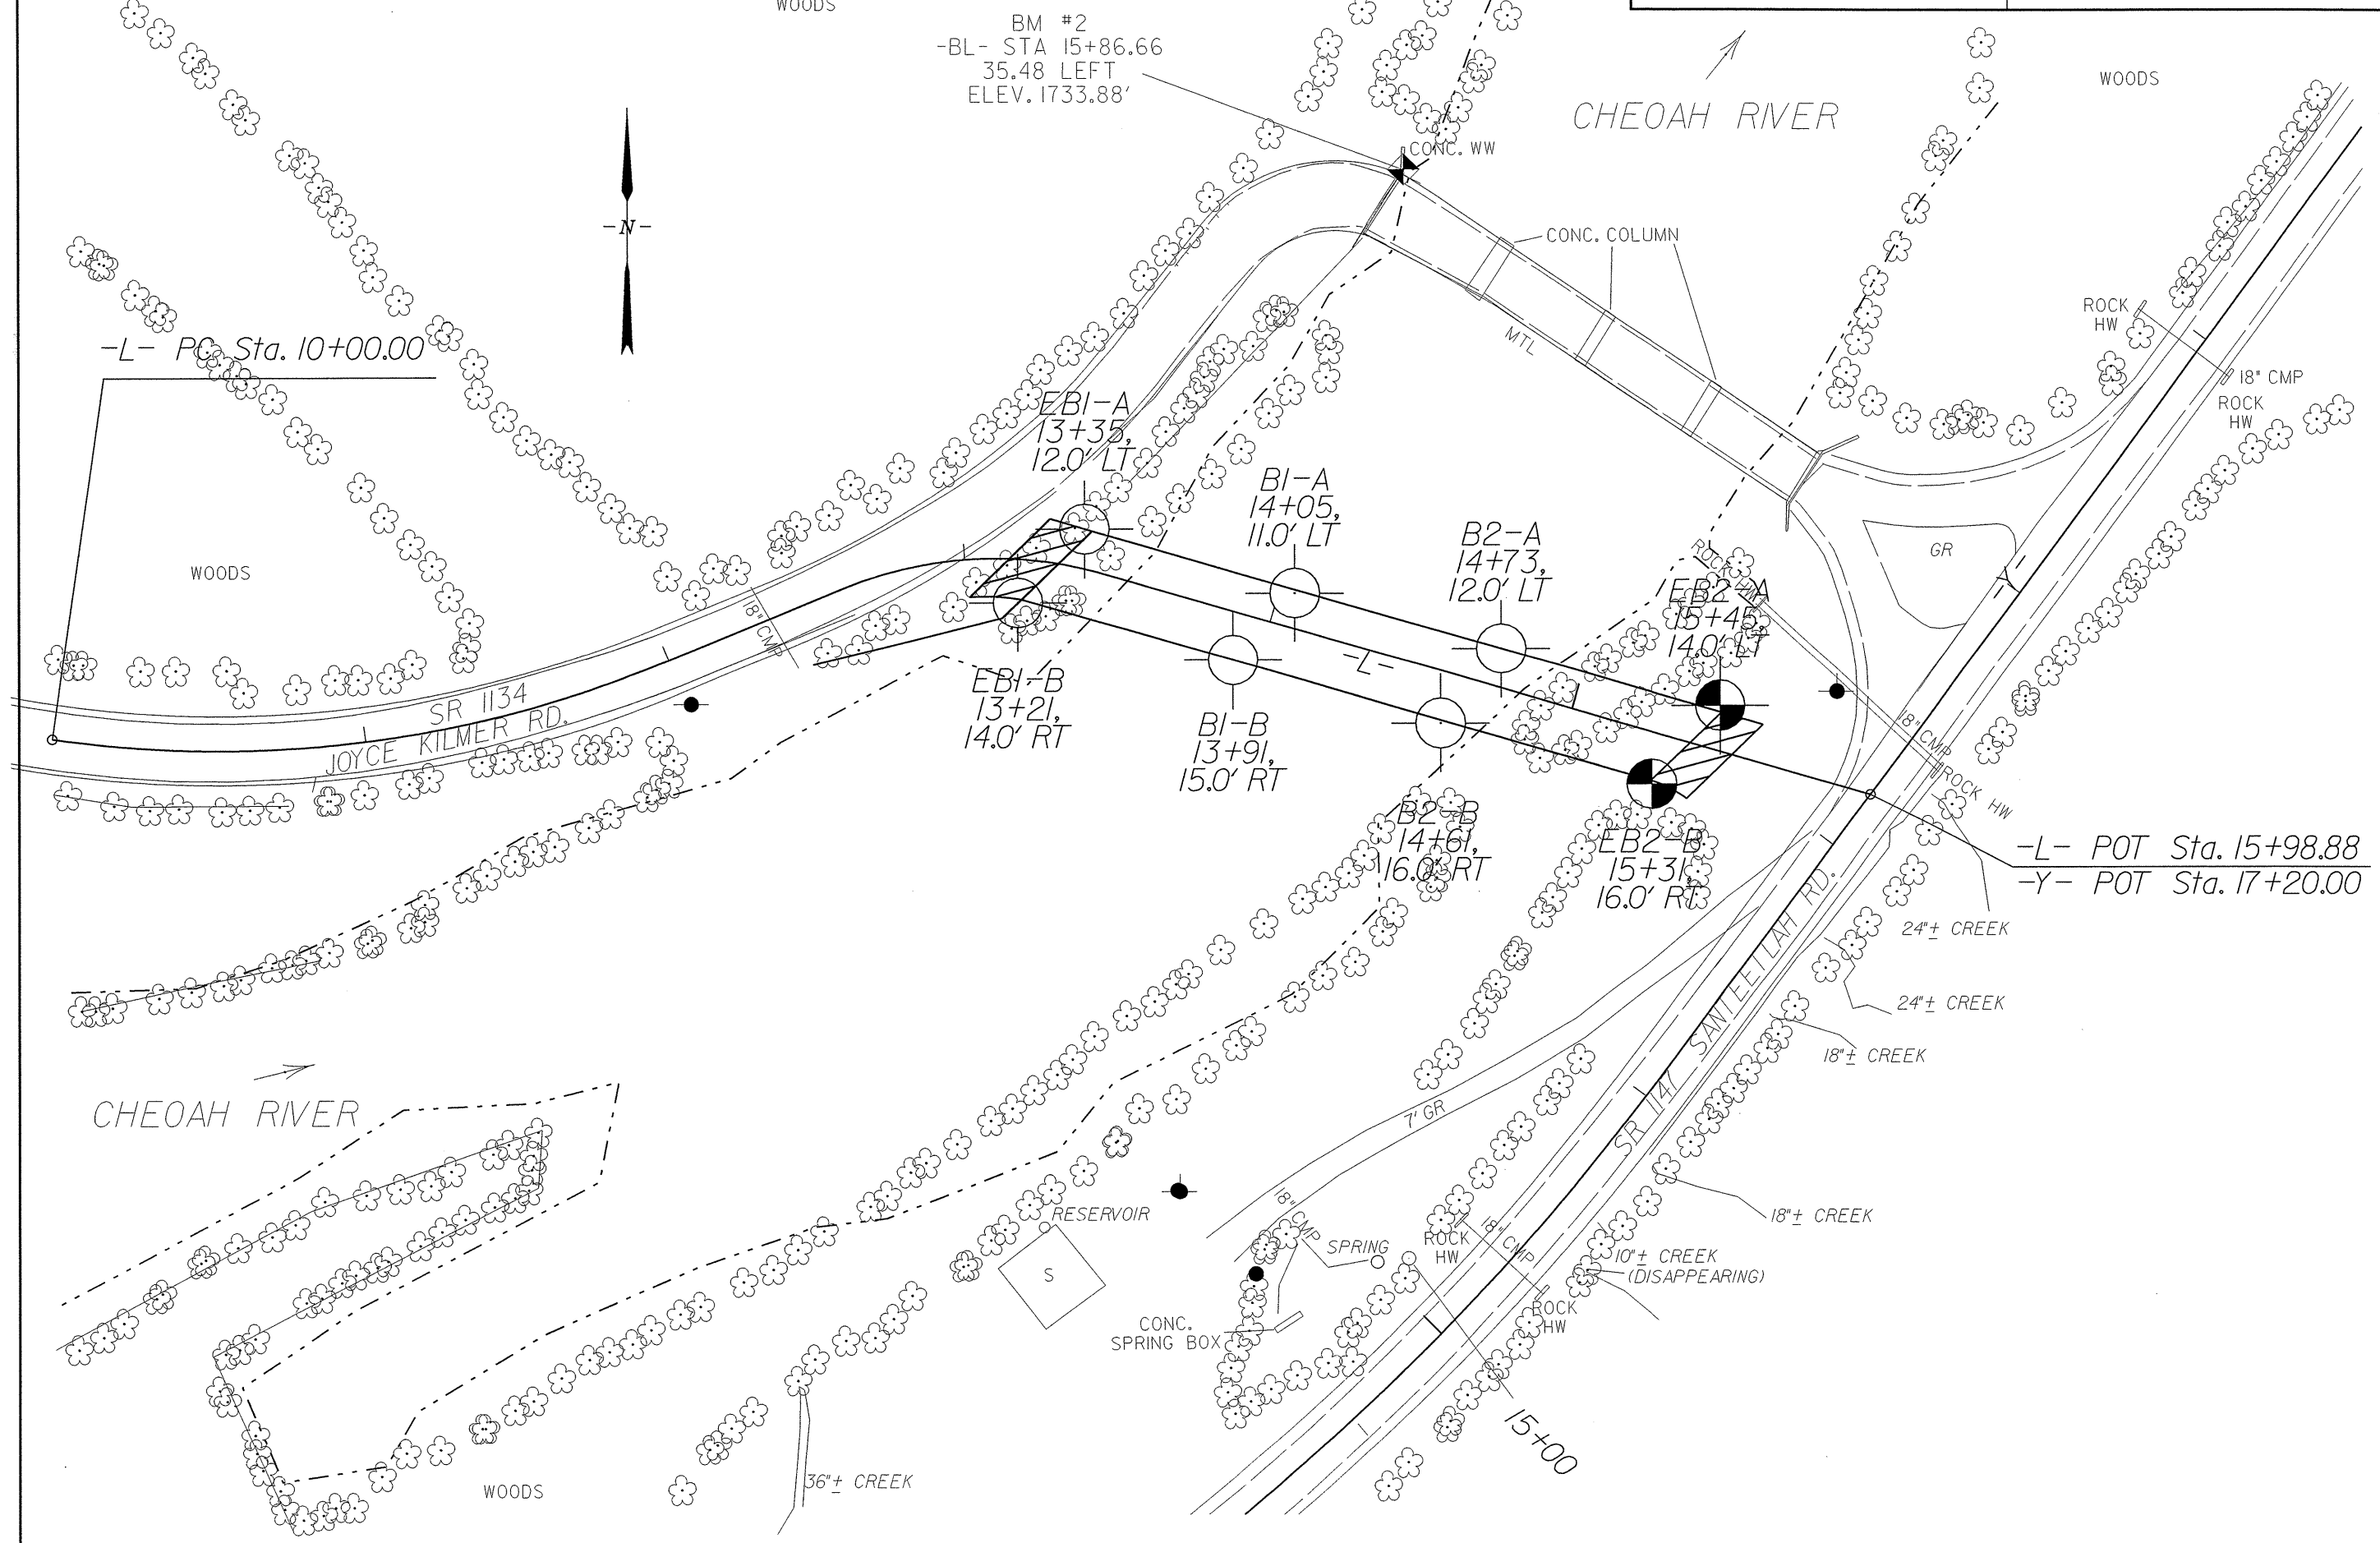 WOODS
BM #2
-BL- STA 15+86.66
35.48 LEFT
ELEV. 1733.88'
CONC. WW
CHEOAH RIVER
WOODS
-N-
CONC. COLUMN
MTL
ROCK
HW
18" CMP
ROCK
HW
-L- PC Sta. 10+00.00
EB1-A
13+35,
12.0' LT
B1-A
14+05,
11.0' LT
B2-A
14+73,
12.0' LT
ROCK HW
EB2-A
15+45,
14.0' LT
GR
WOODS
18" CMP
SR 1134
JOYCE KILMER RD.
EB1-B
13+21,
14.0' RT
B1-B
13+91,
15.0' RT
-L-
B2-B
14+61,
16.0' RT
EB2-B
15+31,
16.0' RT
18" CMP
ROCK HW
-L- POT Sta. 15+98.88
-Y- POT Sta. 17+20.00
24"± CREEK
24"± CREEK
18"± CREEK
SANTEETLAH RD.
SR 1147
7' GR
CHEOAH RIVER
RESERVOIR
S
18" CMP
SPRING
ROCK
HW
18" CMP
18"± CREEK
10"± CREEK
(DISAPPEARING)
ROCK
HW
CONC.
SPRING BOX
15+00
36"± CREEK
WOODS